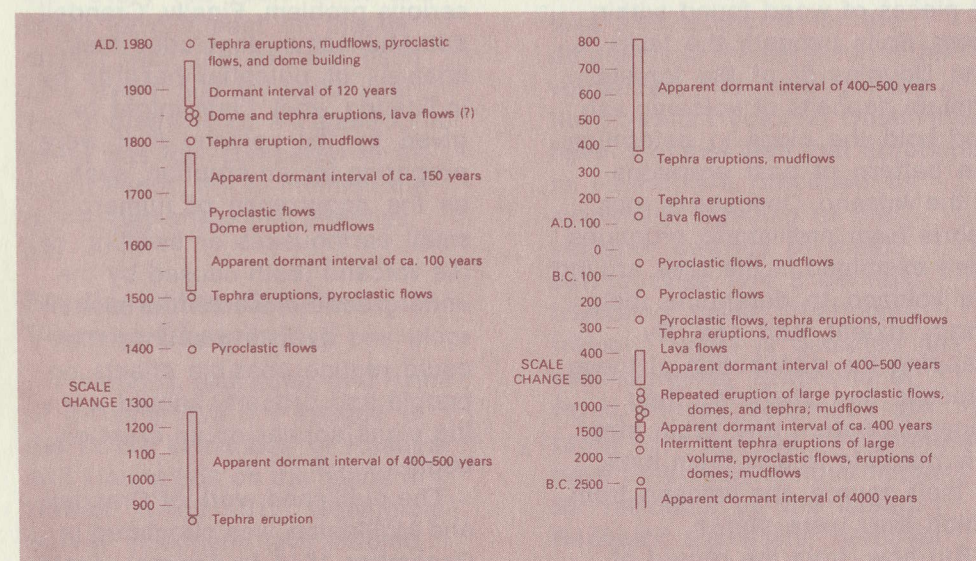 A.D. 1980 Tephra eruptions, mudflows, pyroclastic
flows, and dome building
1900 Dormant interval of 120 years
Dome and tephra eruptions, lava flows (?)
1800 Tephra eruption, mudflows
Apparent dormant interval of ca. 150 years
1700
Pyroclastic flows
Dome eruption, mudflows
1600
Apparent dormant interval of ca. 100 years
1500 Tephra eruptions, pyroclastic flows
1400 Pyroclastic flows
SCALE
CHANGE 1300
1200
1100
Apparent dormant interval of 400–500 years
1000
900
Tephra eruption
800
700
Apparent dormant interval of 400–500 years
600
500
400
Tephra eruptions, mudflows
300
200 Tephra eruptions
A.D. 100 Lava flows
0
Pyroclastic flows, mudflows
B.C. 100
Pyroclastic flows
200
Pyroclastic flows, tephra eruptions, mudflows
300 Tephra eruptions, mudflows
400 Lava flows
SCALE Apparent dormant interval of 400–500 years
CHANGE 500
Repeated eruption of large pyroclastic flows,
1000 domes, and tephra; mudflows
Apparent dormant interval of ca. 400 years
1500
Intermittent tephra eruptions of large
2000 volume, pyroclastic flows, eruptions of
domes; mudflows
B.C. 2500
Apparent dormant interval of 4000 years